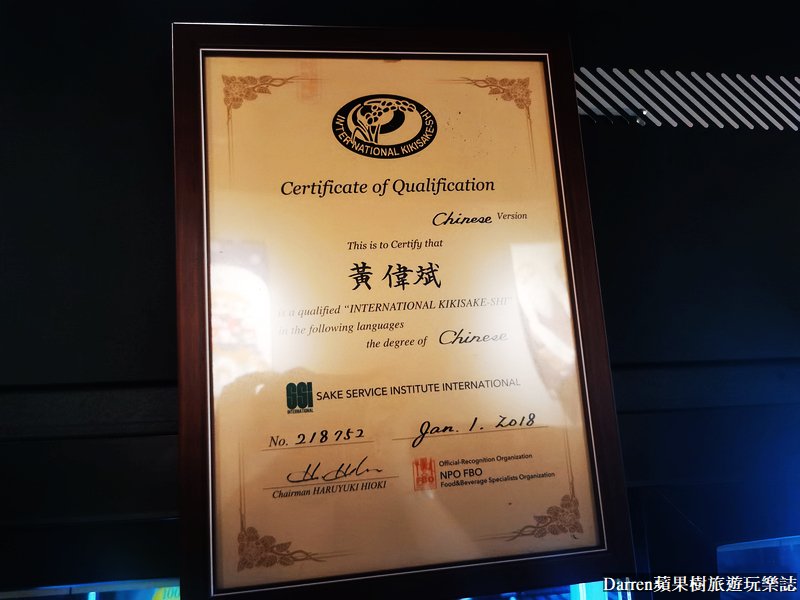 INTERNATIONAL KIKISAKE-SHI
Certificate of Qualification
Chinese Version
This is to Certify that
黃偉斌
is a qualified “INTERNATIONAL KIKISAKE-SHI”
in the following languages
the degree of Chinese
SSI INTERNATIONAL SAKE SERVICE INSTITUTE INTERNATIONAL
No. 218752 Jan. 1. 2018
Chairman HARUYUKI HIOKI
FBO
Official-Recognition Organization
NPO FBO
Food&Beverage Specialists Organization
Darren蘋果樹旅遊玩樂誌